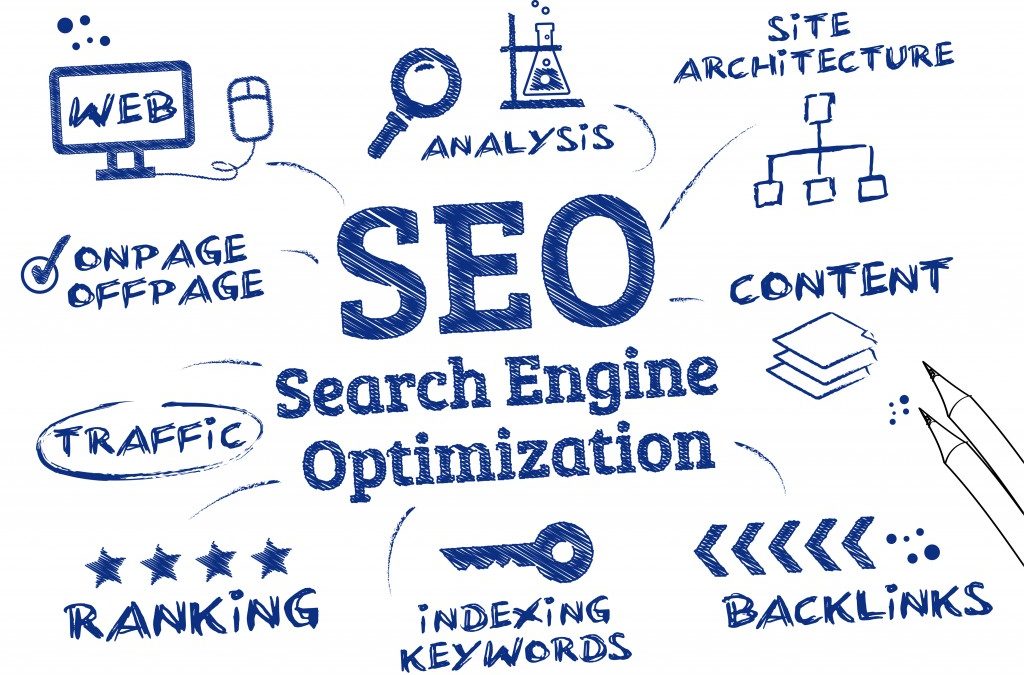 SiTE
ARCHiTECTURE
WEB
ANALYSiS
SEO
ONPAGE
OFFPAGE
CONTENT
Search Engine
Optimization
TRAFFiC
RANKiNG
iNDEXiNG
KEYWORDS
BACKLiNKS